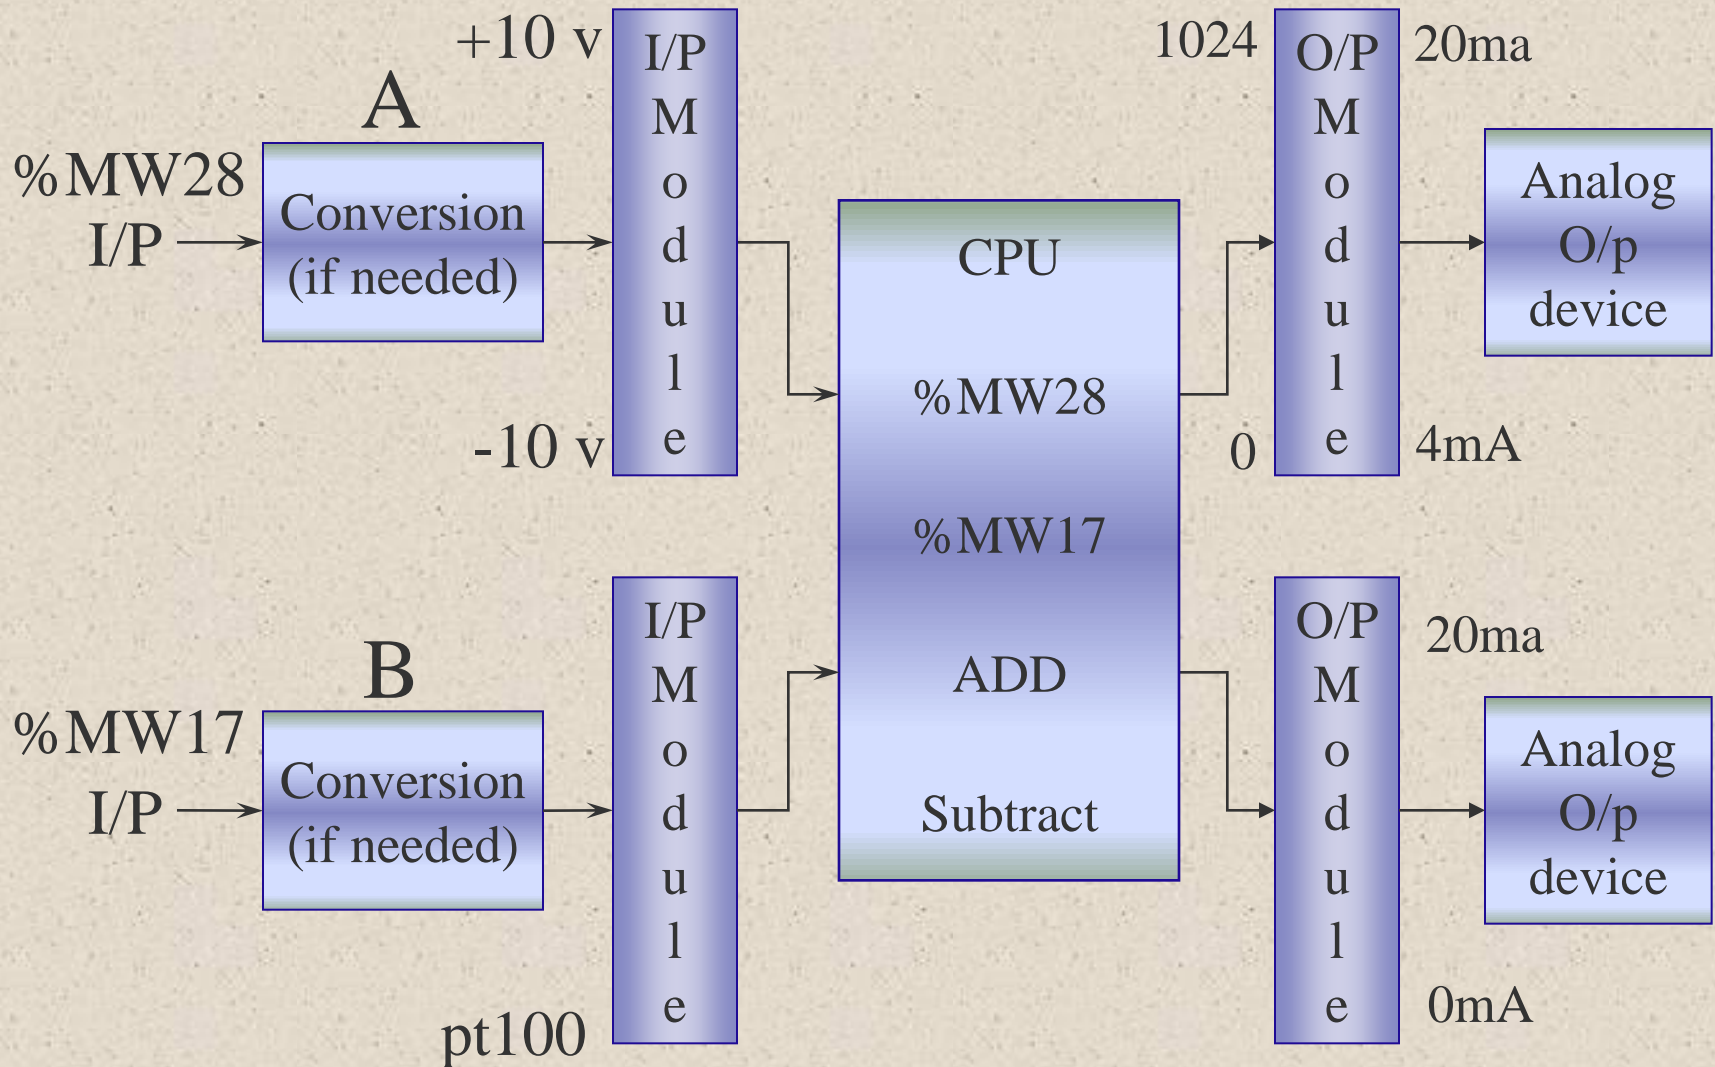 A
%MW28
I/P
Conversion
(if needed)
+10 v
-10 v
I/P
M
o
d
u
l
e
B
%MW17
I/P
Conversion
(if needed)
pt100
I/P
M
o
d
u
l
e
CPU
%MW28
%MW17
ADD
Subtract
1024
0
O/P
M
o
d
u
l
e
20ma
4mA
Analog
O/p
device
O/P
M
o
d
u
l
e
20ma
0mA
Analog
O/p
device